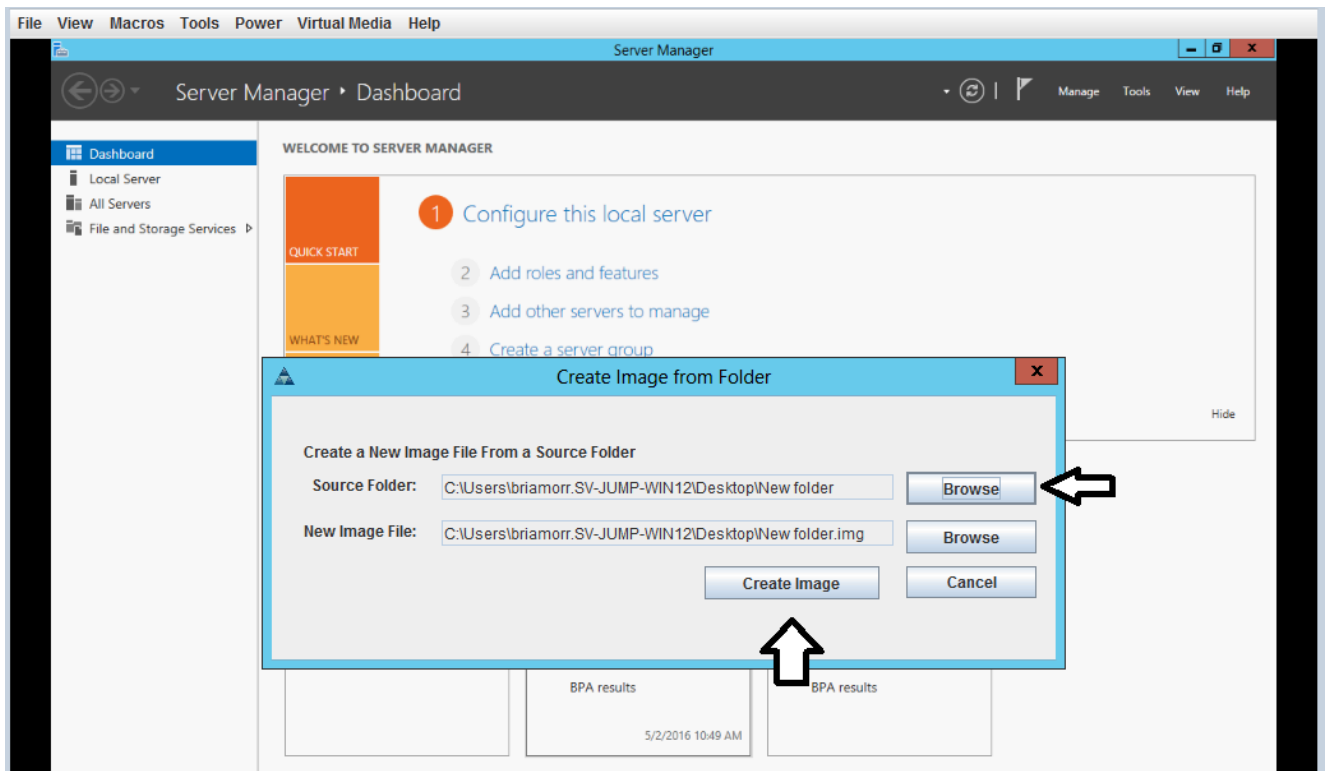 File View Macros Tools Power Virtual Media Help
Server Manager
Server Manager • Dashboard
Manage Tools View Help
Dashboard
Local Server
All Servers
File and Storage Services
WELCOME TO SERVER MANAGER
QUICK START
WHAT'S NEW
1 Configure this local server
2 Add roles and features
3 Add other servers to manage
4 Create a server group
Hide
Create Image from Folder
Create a New Image File From a Source Folder
Source Folder: C:\Users\briamorr.SV-JUMP-WIN12\Desktop\New folder Browse
New Image File: C:\Users\briamorr.SV-JUMP-WIN12\Desktop\New folder.img Browse
Create Image Cancel
BPA results
5/2/2016 10:49 AM
BPA results